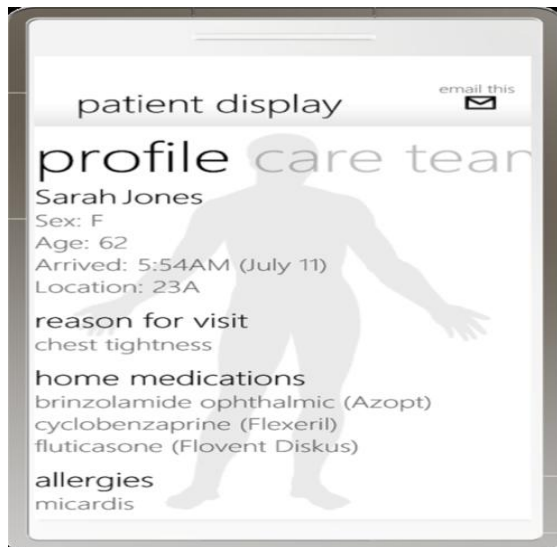 email this
patient display
profile care tear
Sarah Jones
Sex: F
Age: 62
Arrived: 5:54AM (July 11)
Location: 23A
reason for visit
chest tightness
home medications
brinzolamide ophthalmic (Azopt)
cyclobenzaprine (Flexeril)
fluticasone (Flovent Diskus)
allergies
micardis